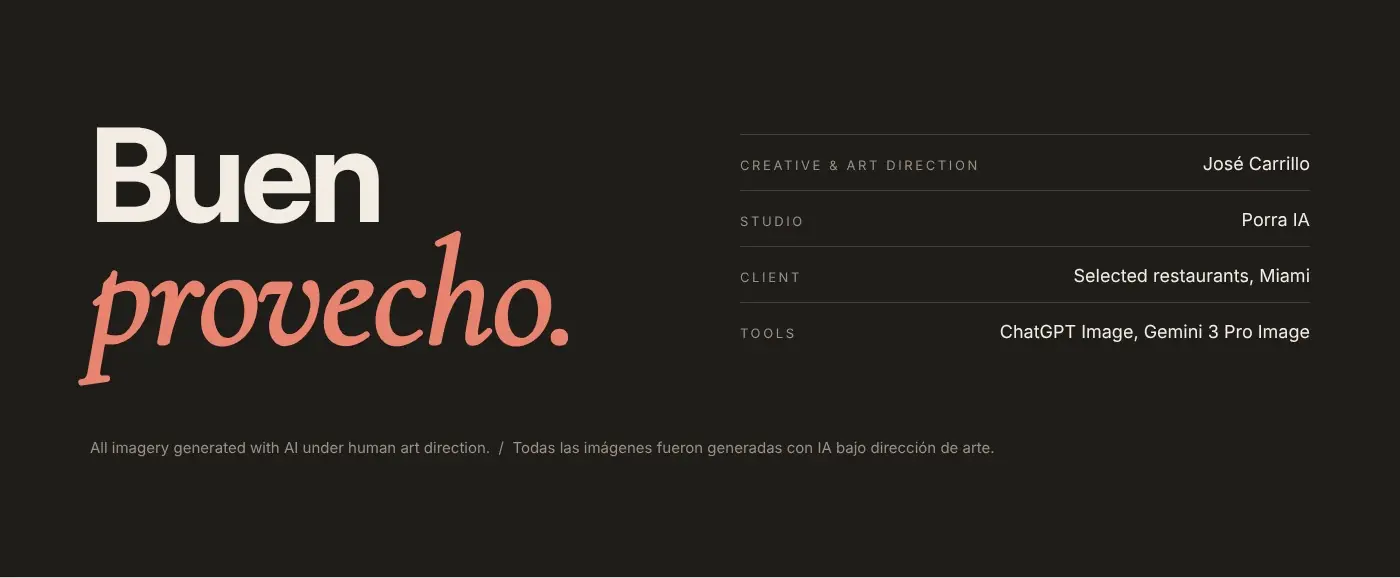 Buen
provecho.
CREATIVE & ART DIRECTION José Carrillo
STUDIO Porra IA
CLIENT Selected restaurants, Miami
TOOLS ChatGPT Image, Gemini 3 Pro Image
All imagery generated with AI under human art direction. / Todas las imágenes fueron generadas con IA bajo dirección de arte.